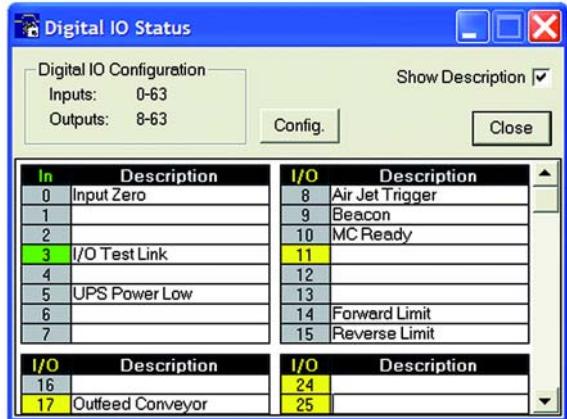 Digital IO Status
Digital IO Configuration
Inputs: 0-63
Outputs: 8-63
Config.
Show Description
Close
In Description
0 Input Zero
1
2
3 I/O Test Link
4
5 UPS Power Low
6
7
I/O Description
8 Air Jet Trigger
9 Beacon
10 MC Ready
11
12
13
14 Forward Limit
15 Reverse Limit
I/O Description
16
17 Outfeed Conveyor
I/O Description
24
25